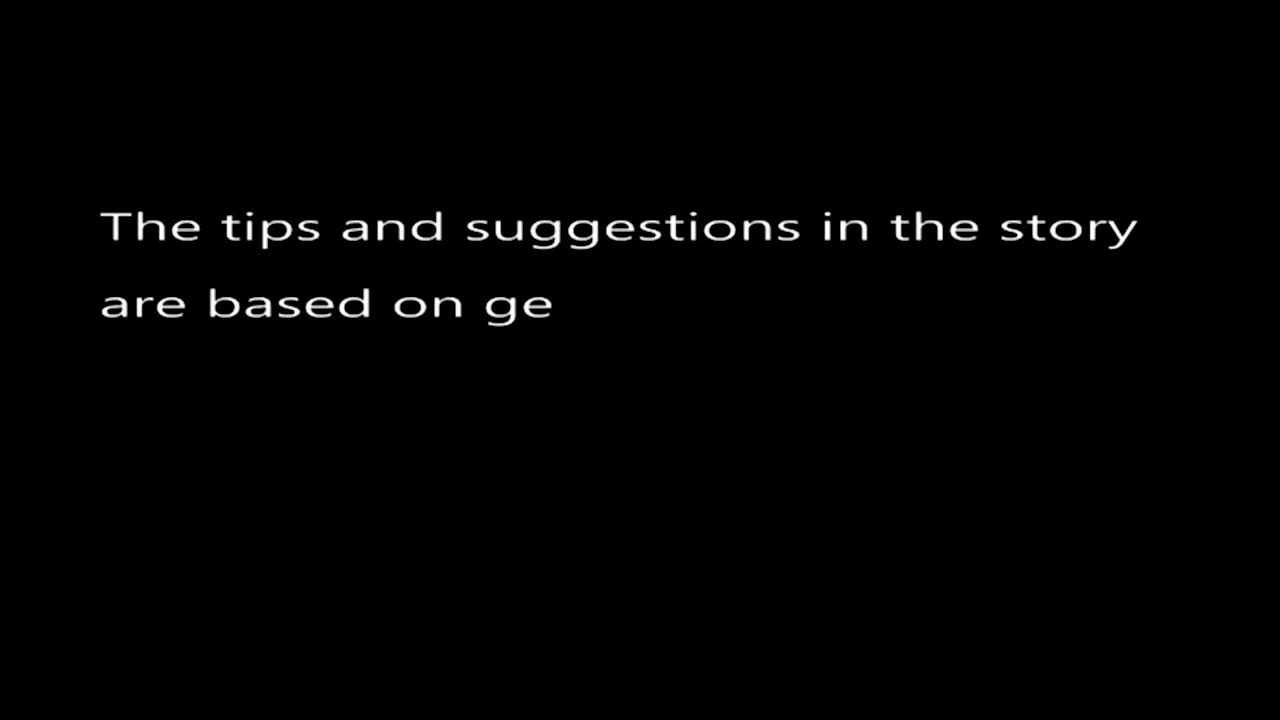 The tips and suggestions in the story
are based on ge